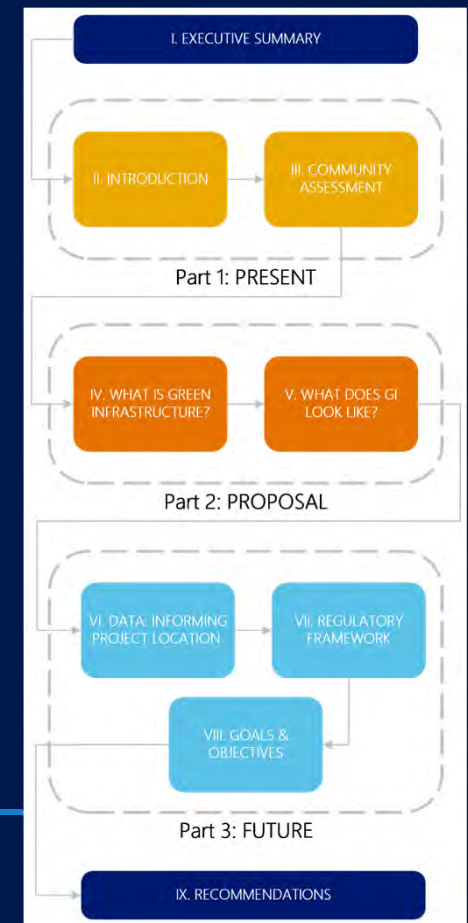 I. EXECUTIVE SUMMARY
II. INTRODUCTION
III. COMMUNITY
ASSESSMENT
Part 1: PRESENT
IV. WHAT IS GREEN
INFRASTRUCTURE?
V. WHAT DOES GI
LOOK LIKE?
Part 2: PROPOSAL
VI. DATA: INFORMING
PROJECT LOCATION
VII. REGULATORY
FRAMEWORK
VIII. GOALS &
OBJECTIVES
Part 3: FUTURE
IX. RECOMMENDATIONS